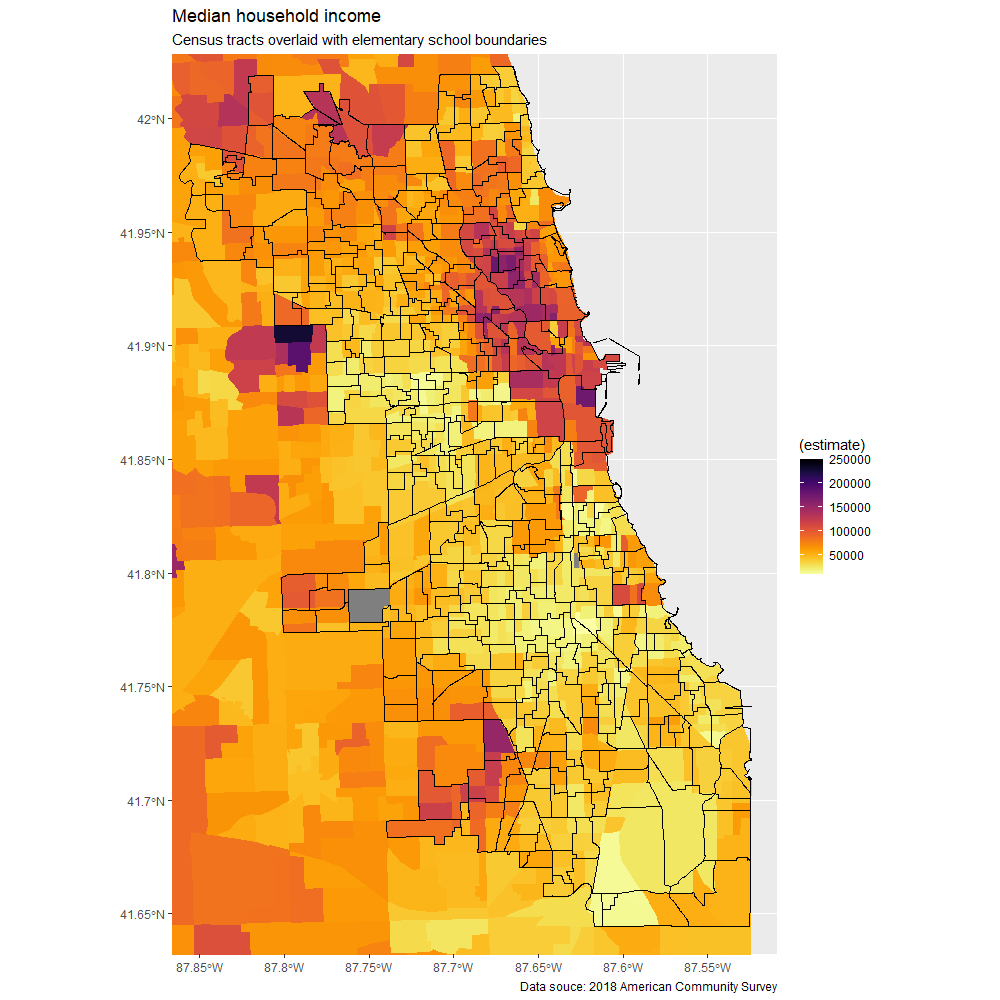 Median household income
Census tracts overlaid with elementary school boundaries
42°N
41.95°N
41.9°N
41.85°N
41.8°N
41.75°N
41.7°N
41.65°N
(estimate)
250000
200000
150000
100000
50000
87.85°W
87.8°W
87.75°W
87.7°W
87.65°W
87.6°W
87.55°W
Data souce: 2018 American Community Survey